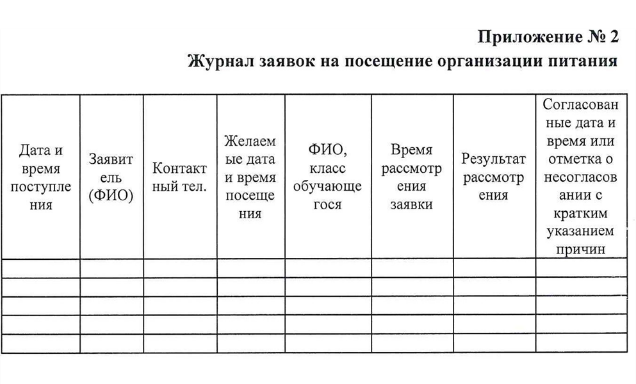 Приложение № 2
Журнал заявок на посещение организации питания
Дата и
время
поступле
ния
Заявит
ель
(ФИО)
Контакт
ный тел.
Желаем
ые дата
и время
посеще
ния
ФИО,
класс
обучающе
гося
Время
рассмотр
ения
заявки
Результат
рассмотр
ения
Согласован
ные дата и
время или
отметка о
несогласов
ании с
кратким
указанием
причин